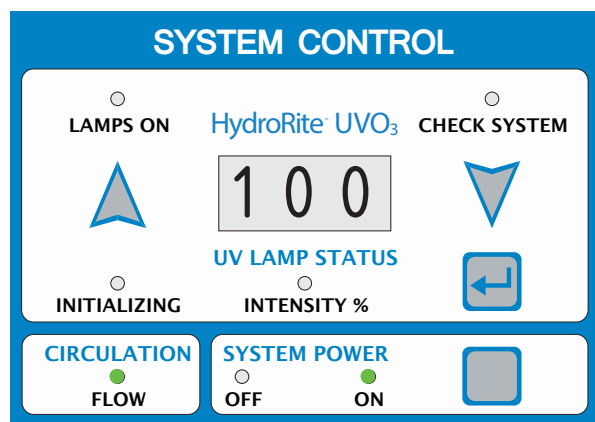 SYSTEM CONTROL
LAMPS ON
HydroRite™ UVO₃
CHECK SYSTEM
100
UV LAMP STATUS
INITIALIZING
INTENSITY %
CIRCULATION
FLOW
SYSTEM POWER
OFF
ON